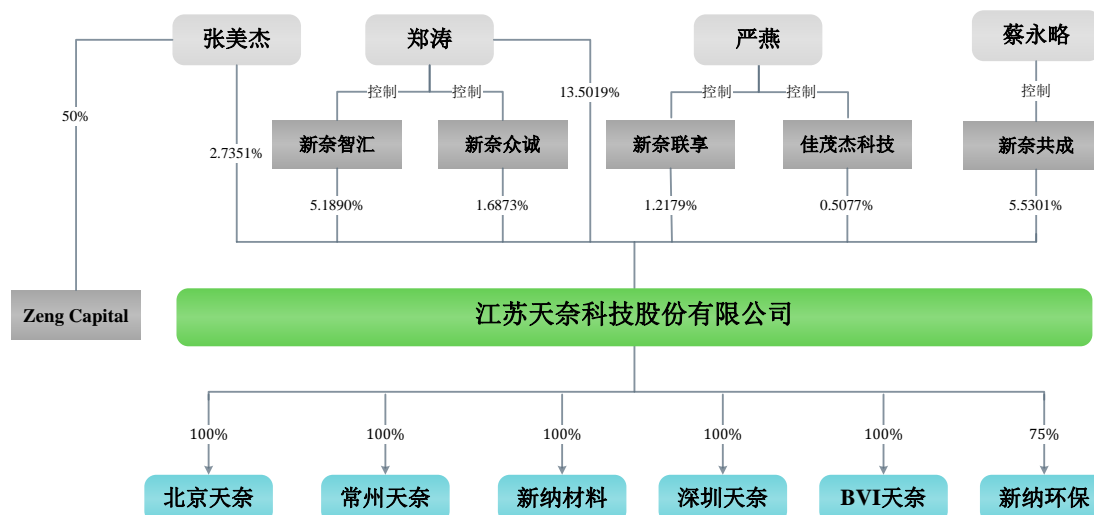 张美杰
郑涛
严燕
蔡永略
控制
控制
控制
控制
控制
50%
13.5019%
2.7351%
新奈智汇
新奈众诚
新奈联享
佳茂杰科技
新奈共成
5.1890%
1.6873%
1.2179%
0.5077%
5.5301%
Zeng Capital
江苏天奈科技股份有限公司
100%
100%
100%
100%
100%
75%
北京天奈
常州天奈
新纳材料
深圳天奈
BVI天奈
新纳环保